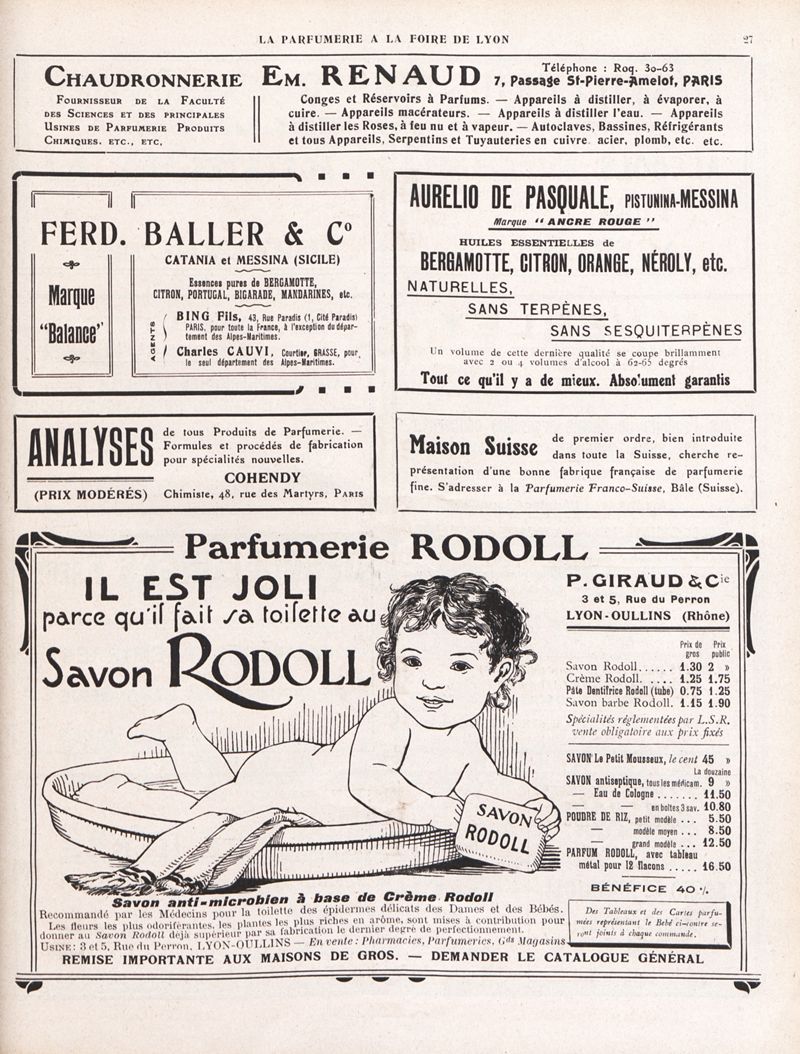 LA PARFUMERIE A LA FOIRE DE LYON
27
CHAUDRONNERIE EM. RENAUD
Téléphone : Roq. 30-63
7, Passage St-Pierre-Amelot, PARIS
FOURNISSEUR DE LA FACULTÉ
DES SCIENCES ET DES PRINCIPALES
USINES DE PARFUMERIE PRODUITS
CHIMIQUES, ETC., ETC,
Conges et Réservoirs à Parfums. — Appareils à distiller, à évaporer, à
cuire. — Appareils macérateurs. — Appareils à distiller l'eau. — Appareils
à distiller les Roses, à feu nu et à vapeur. — Autoclaves, Bassines, Réfrigérants
et tous Appareils, Serpentins et Tuyauteries en cuivre, acier, plomb, etc. etc.
FERD. BALLER & Cº
Marque
"Balance"
CATANIA et MESSINA (SICILE)
Essences pures de BERGAMOTTE,
CITRON, PORTUGAL, BIGARADE, MANDARINES, etc.
AGENTS
BING Fils, 43, Rue Paradis (1, Cité Paradis)
PARIS, pour toute la France, à l'exception du dépar-
tement des Alpes-Maritimes.
Charles CAUVI, Courtier, GRASSE, pour
le seul département des Alpes-Maritimes.
AURELIO DE PASQUALE, PISTUNINA-MESSINA
Marque "ANCRE ROUGE"
HUILES ESSENTIELLES de
BERGAMOTTE, CITRON, ORANGE, NÉROLY, etc.
NATURELLES,
SANS TERPÈNES,
SANS SESQUITERPÈNES
Un volume de cette dernière qualité se coupe brillamment
avec 2 ou 4 volumes d'alcool à 62-65 degrés
Tout ce qu'il y a de mieux. Absolument garantis
ANALYSES
(PRIX MODÉRÉS)
de tous Produits de Parfumerie. —
Formules et procédés de fabrication
pour spécialités nouvelles.
COHENDY
Chimiste, 48, rue des Martyrs, PARIS
Maison Suisse de premier ordre, bien introduite
dans toute la Suisse, cherche re-
présentation d'une bonne fabrique française de parfumerie
fine. S'adresser à la Parfumerie Franco-Suisse, Bâle (Suisse).
Parfumerie RODOLL
IL EST JOLI
parce qu'il fait sa toilette au
Savon RODOLL
SAVON
RODOLL
P. GIRAUD & Cie
3 et 5, Rue du Perron
LYON-OULLINS (Rhône)
Prix de gros Prix public
Savon Rodoll...... 1.30 2 »
Crème Rodoll. .... 1.25 1.75
Pâte Dentifrice Rodoll (tube) 0.75 1.25
Savon barbe Rodoll. 1.15 1.90
Spécialités réglementées par L.S.R.
vente obligatoire aux prix fixés
SAVON Le Petit Mousseux, le cent 45 »
La douzaine
SAVON antiseptique, tous les médicam. 9 »
— Eau de Cologne ....... 11.50
— — en boîtes 3 sav. 10.80
POUDRE DE RIZ, petit modèle ... 5.50
— modèle moyen ... 8.50
— grand modèle ... 12.50
PARFUM RODOLL, avec tableau
métal pour 12 flacons ..... 16.50
BÉNÉFICE 40 %
Des Tableaux et des Cartes parfu-
mées représentant le Bébé ci-contre se-
ront joints à chaque commande.
Savon anti-microbien à base de Crème Rodoll
Recommandé par les Médecins pour la toilette des épidermes délicats des Dames et des Bébés.
Les fleurs les plus odoriférantes, les plantes les plus riches en arôme, sont mises à contribution pour
donner au Savon Rodoll déjà supérieur par sa fabrication le dernier degré de perfectionnement.
USINE : 3 et 5, Rue du Perron, LYON-OULLINS — En vente : Pharmacies, Parfumeries, Gds Magasins
REMISE IMPORTANTE AUX MAISONS DE GROS. — DEMANDER LE CATALOGUE GÉNÉRAL